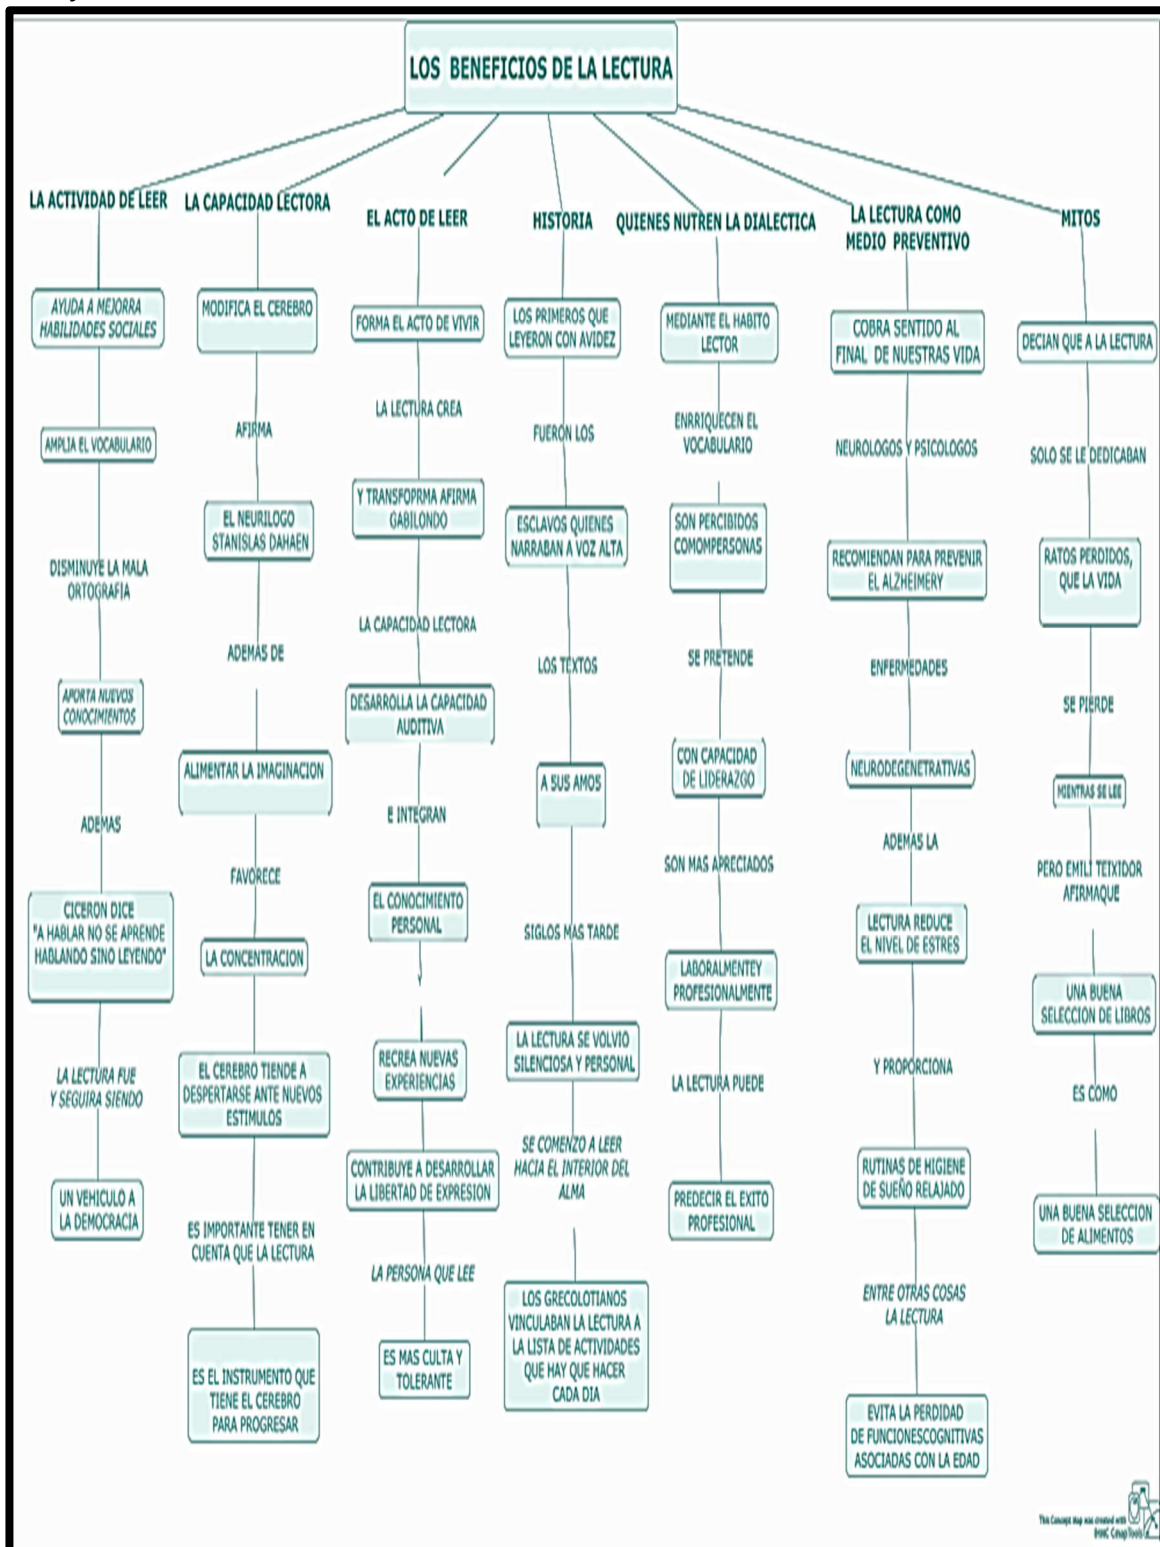 LOS BENEFICIOS DE LA LECTURA
LA ACTIVIDAD DE LEER
AYUDA A MEJORRA
HABILIDADES SOCIALES
AMPLIA EL VOCABULARIO
DISMINUYE LA MALA
ORTOGRAFIA
APORTA NUEVOS
CONOCIMIENTOS
ADEMAS
CICERON DICE
"A HABLAR NO SE APRENDE
HABLANDO SINO LEYENDO"
LA LECTURA FUE
Y SEGUIRA SIENDO
UN VEHICULO A
LA DEMOCRACIA
LA CAPACIDAD LECTORA
MODIFICA EL CEREBRO
AFIRMA
EL NEURILOGO
STANISLAS DAHAEN
ADEMAS DE
ALIMENTAR LA IMAGINACION
FAVORECE
LA CONCENTRACION
EL CEREBRO TIENDE A
DESPERTARSE ANTE NUEVOS
ESTIMULOS
ES IMPORTANTE TENER EN
CUENTA QUE LA LECTURA
ES EL INSTRUMENTO QUE
TIENE EL CEREBRO
PARA PROGRESAR
EL ACTO DE LEER
FORMA EL ACTO DE VIVIR
LA LECTURA CREA
Y TRANSFOPRMA AFIRMA
GABILONDO
LA CAPACIDAD LECTORA
DESARROLLA LA CAPACIDAD
AUDITIVA
E INTEGRAN
EL CONOCIMIENTO
PERSONAL
RECREA NUEVAS
EXPERIENCIAS
CONTRIBUYE A DESARROLLAR
LA LIBERTAD DE EXPRESION
LA PERSONA QUE LEE
ES MAS CULTA Y
TOLERANTE
HISTORIA
LOS PRIMEROS QUE
LEYERON CON AVIDEZ
FUERON LOS
ESCLAVOS QUIENES
NARRABAN A VOZ ALTA
LOS TEXTOS
A SUS AMOS
SIGLOS MAS TARDE
LA LECTURA SE VOLVIO
SILENCIOSA Y PERSONAL
SE COMENZO A LEER
HACIA EL INTERIOR DEL
ALMA
LOS GRECOLOTIANOS
VINCULABAN LA LECTURA A
LA LISTA DE ACTIVIDADES
QUE HAY QUE HACER
CADA DIA
QUIENES NUTREN LA DIALECTICA
MEDIANTE EL HABITO
LECTOR
ENRRIQUECEN EL
VOCABULARIO
SON PERCIBIDOS
COMOMPERSONAS
SE PRETENDE
CON CAPACIDAD
DE LIDERAZGO
SON MAS APRECIADOS
LABORALMENTEY
PROFESIONALMENTE
LA LECTURA PUEDE
PREDECIR EL EXITO
PROFESIONAL
LA LECTURA COMO
MEDIO PREVENTIVO
COBRA SENTIDO AL
FINAL DE NUESTRAS VIDA
NEUROLOGOS Y PSICOLOGOS
RECOMIENDAN PARA PREVENIR
EL ALZHEIMERY
ENFERMEDADES
NEURODEGENETRATIVAS
ADEMAS LA
LECTURA REDUCE
EL NIVEL DE ESTRES
Y PROPORCIONA
RUTINAS DE HIGIENE
DE SUEÑO RELAJADO
ENTRE OTRAS COSAS
LA LECTURA
EVITA LA PERDIDAD
DE FUNCIONESCOGNITIVAS
ASOCIADAS CON LA EDAD
MITOS
DECIAN QUE A LA LECTURA
SOLO SE LE DEDICABAN
RATOS PERDIDOS,
QUE LA VIDA
SE PIERDE
MIENTRAS SE LEE
PERO EMILI TEIXIDOR
AFIRMAQUE
UNA BUENA
SELECCION DE LIBROS
ES COMO
UNA BUENA SELECCION
DE ALIMENTOS
This Concept Map was created with
IHMC CmapTools